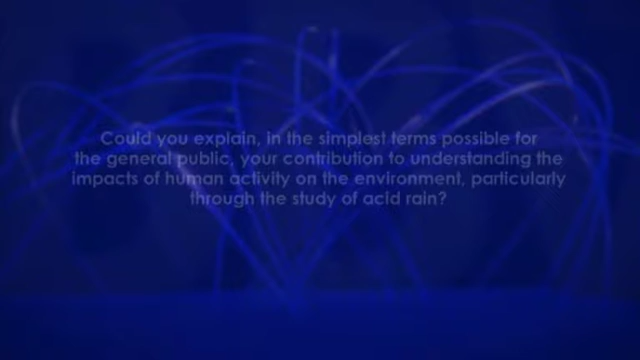 Could you explain, in the simplest terms possible for
the general public, your contribution to understanding the
impacts of human activity on the environment, particularly
through the study of acid rain?